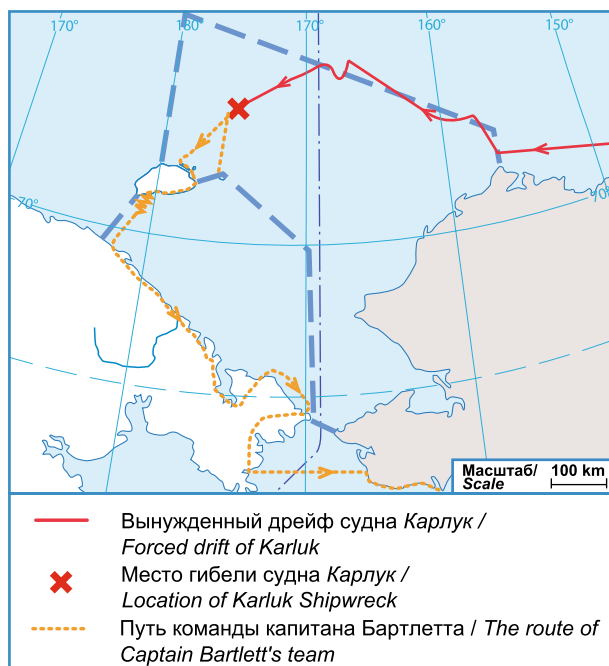 170°
180°
170°
160°
150°
70°
70°
Масштаб/
Scale
100 km
Вынужденный дрейф судна Карлук /
Forced drift of Karluk
Место гибели судна Карлук /
Location of Karluk Shipwreck
Путь команды капитана Бартлетта / The route of
Captain Bartlett's team